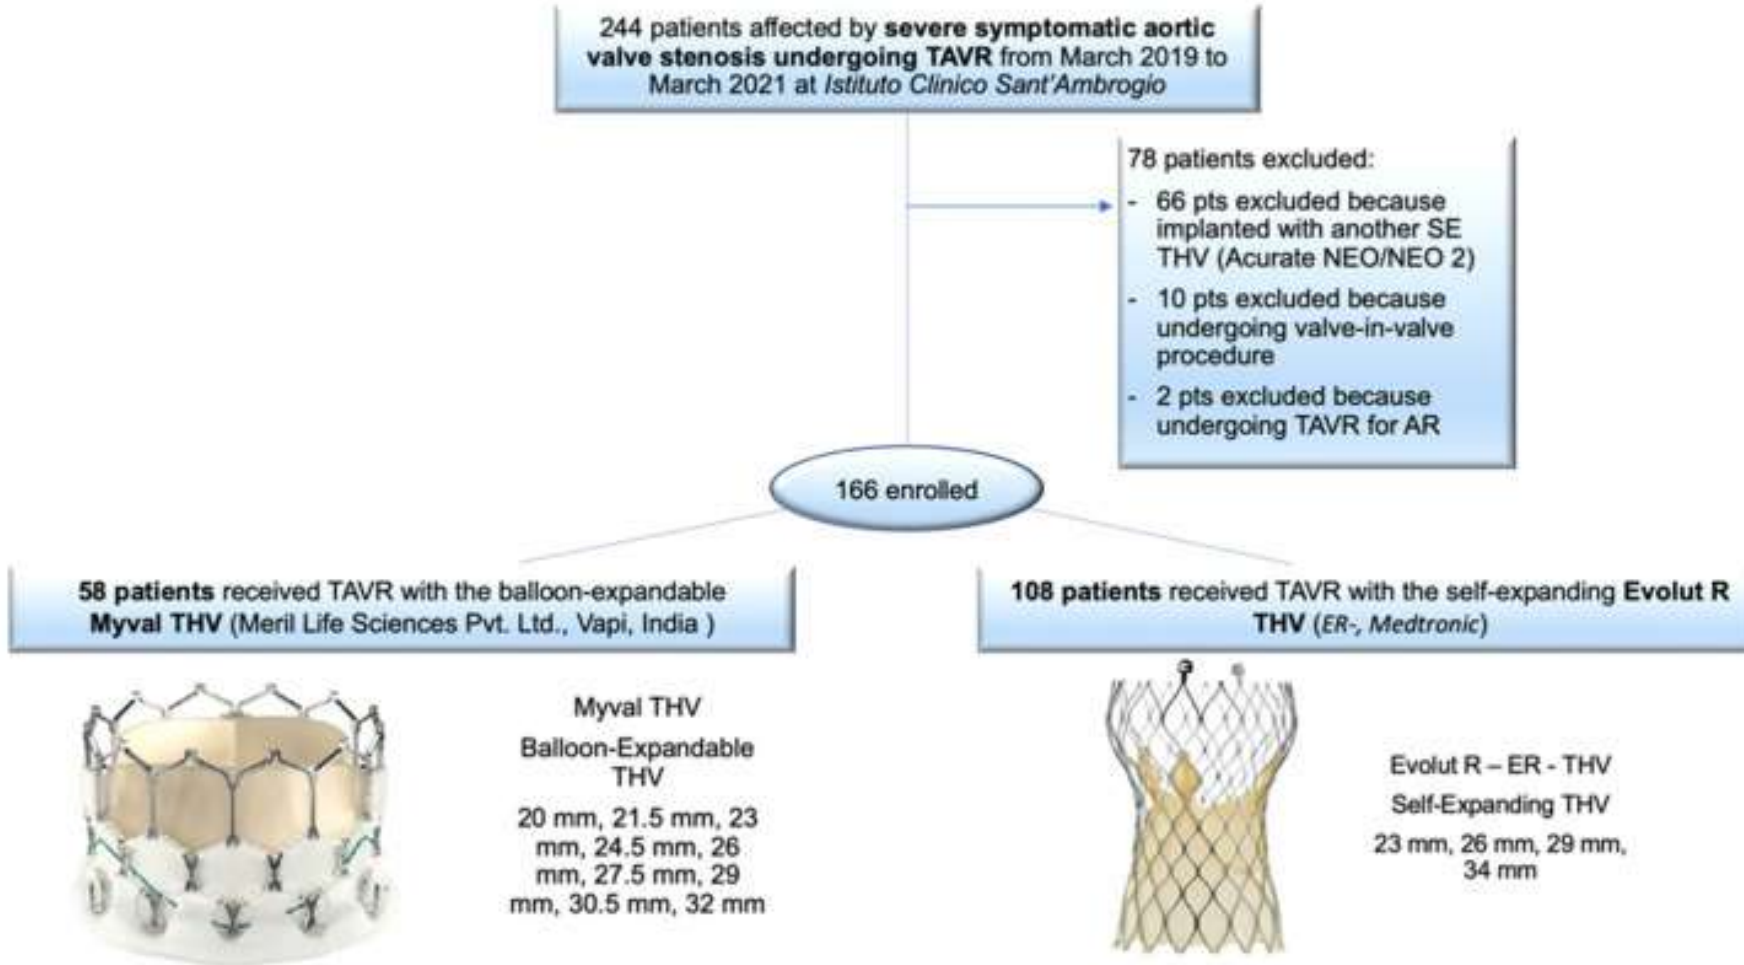 244 patients affected by severe symptomatic aortic
valve stenosis undergoing TAVR from March 2019 to
March 2021 at Istituto Clinico Sant'Ambrogio
78 patients excluded:
- 66 pts excluded because
implanted with another SE
THV (Acurate NEO/NEO 2)
- 10 pts excluded because
undergoing valve-in-valve
procedure
- 2 pts excluded because
undergoing TAVR for AR
166 enrolled
58 patients received TAVR with the balloon-expandable
Myval THV (Meril Life Sciences Pvt. Ltd., Vapi, India )
108 patients received TAVR with the self-expanding Evolut R
THV (ER-, Medtronic)
Myval THV
Balloon-Expandable
THV
20 mm, 21.5 mm, 23
mm, 24.5 mm, 26
mm, 27.5 mm, 29
mm, 30.5 mm, 32 mm
Evolut R – ER - THV
Self-Expanding THV
23 mm, 26 mm, 29 mm,
34 mm